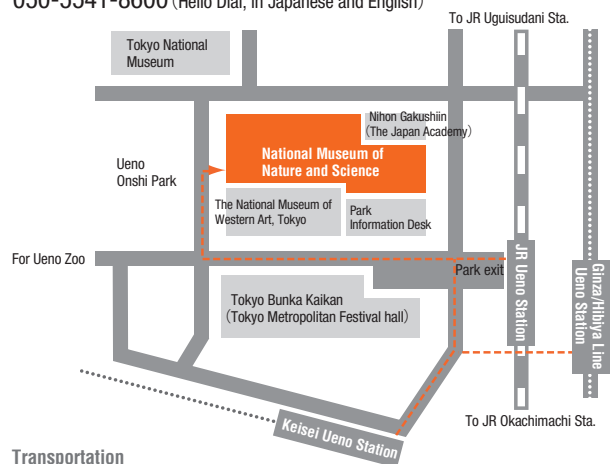 050-5541-8600 (Hello Dial, in Japanese and English)
To JR Uguisudani Sta.
Tokyo National
Museum
Nihon Gakushiin
(The Japan Academy)
National Museum of
Nature and Science
Ueno
Onshi Park
The National Museum of
Western Art, Tokyo
Park
Information Desk
For Ueno Zoo
Park exit
JR Ueno Station
Ginza/Hibiya Line
Ueno Station
Tokyo Bunka Kaikan
(Tokyo Metropolitan Festival hall)
To JR Okachimachi Sta.
Keisei Ueno Station
Transportation